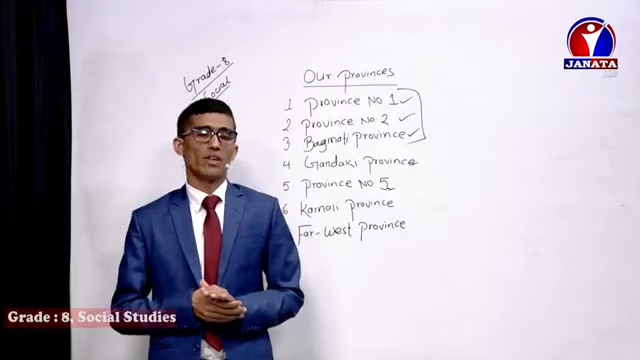 Grade-8
Social
Our provinces
1 province No 1 ✓
2 province No 2 ✓
3 Bagmati province ✓
4 Gandaki province
5 province No 5
6 Karnali province
Far-West province
JANATA
Grade : 8, Social Studies